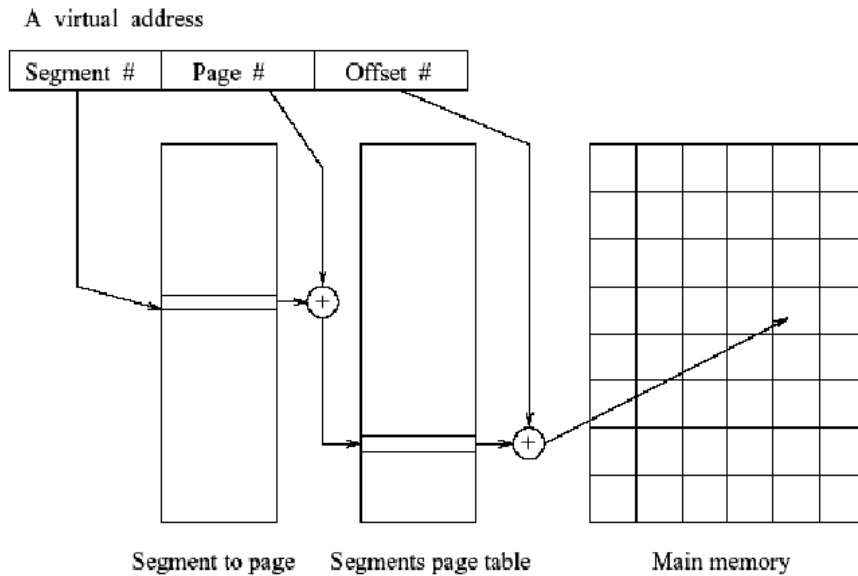 A virtual address
Segment # Page # Offset #
+
+
Segment to page Segments page table Main memory